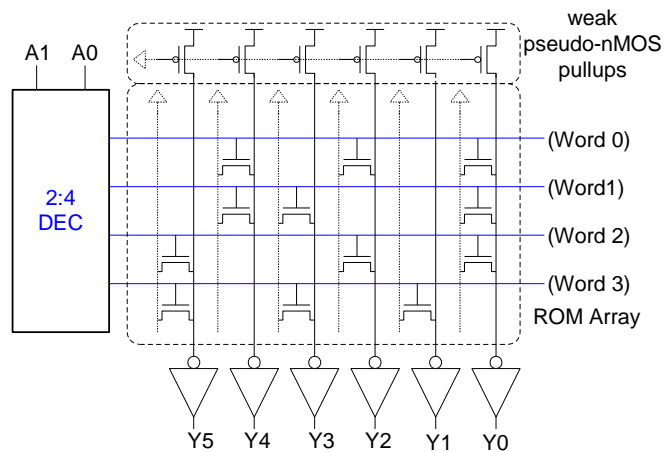 weak
pseudo-nMOS
pullups
A1 A0
(Word 0)
2:4
DEC
(Word1)
(Word 2)
(Word 3)
ROM Array
Y5 Y4 Y3 Y2 Y1 Y0